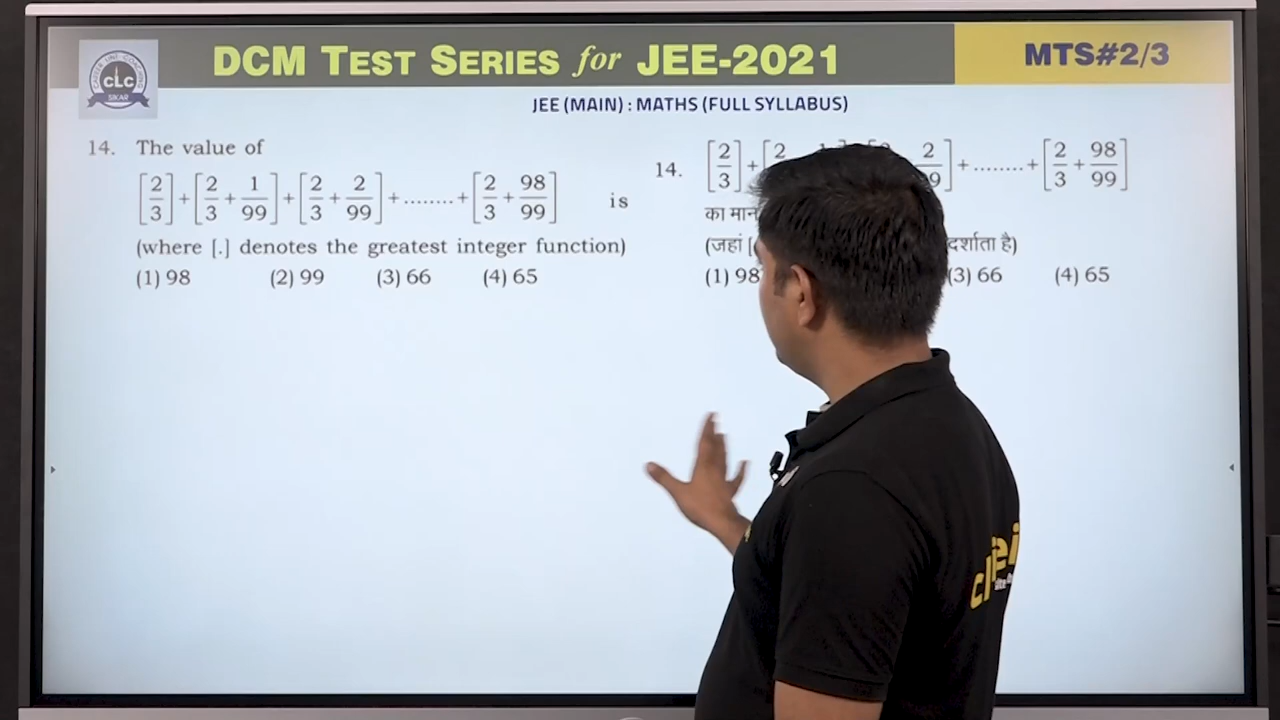 DCM TEST SERIES for JEE-2021
MTS#2/3
CLC
SIKAR
JEE (MAIN) : MATHS (FULL SYLLABUS)
14. The value of
[2/3] + [2/3 + 1/99] + [2/3 + 2/99] + ........ + [2/3 + 98/99] is
(where [.] denotes the greatest integer function)
(1) 98 (2) 99 (3) 66 (4) 65
14. [2/3] + [2 2 + ........ + [2/3 + 98/99]
का मान
(जहां [ दर्शाता है)
(1) 98 (3) 66 (4) 65